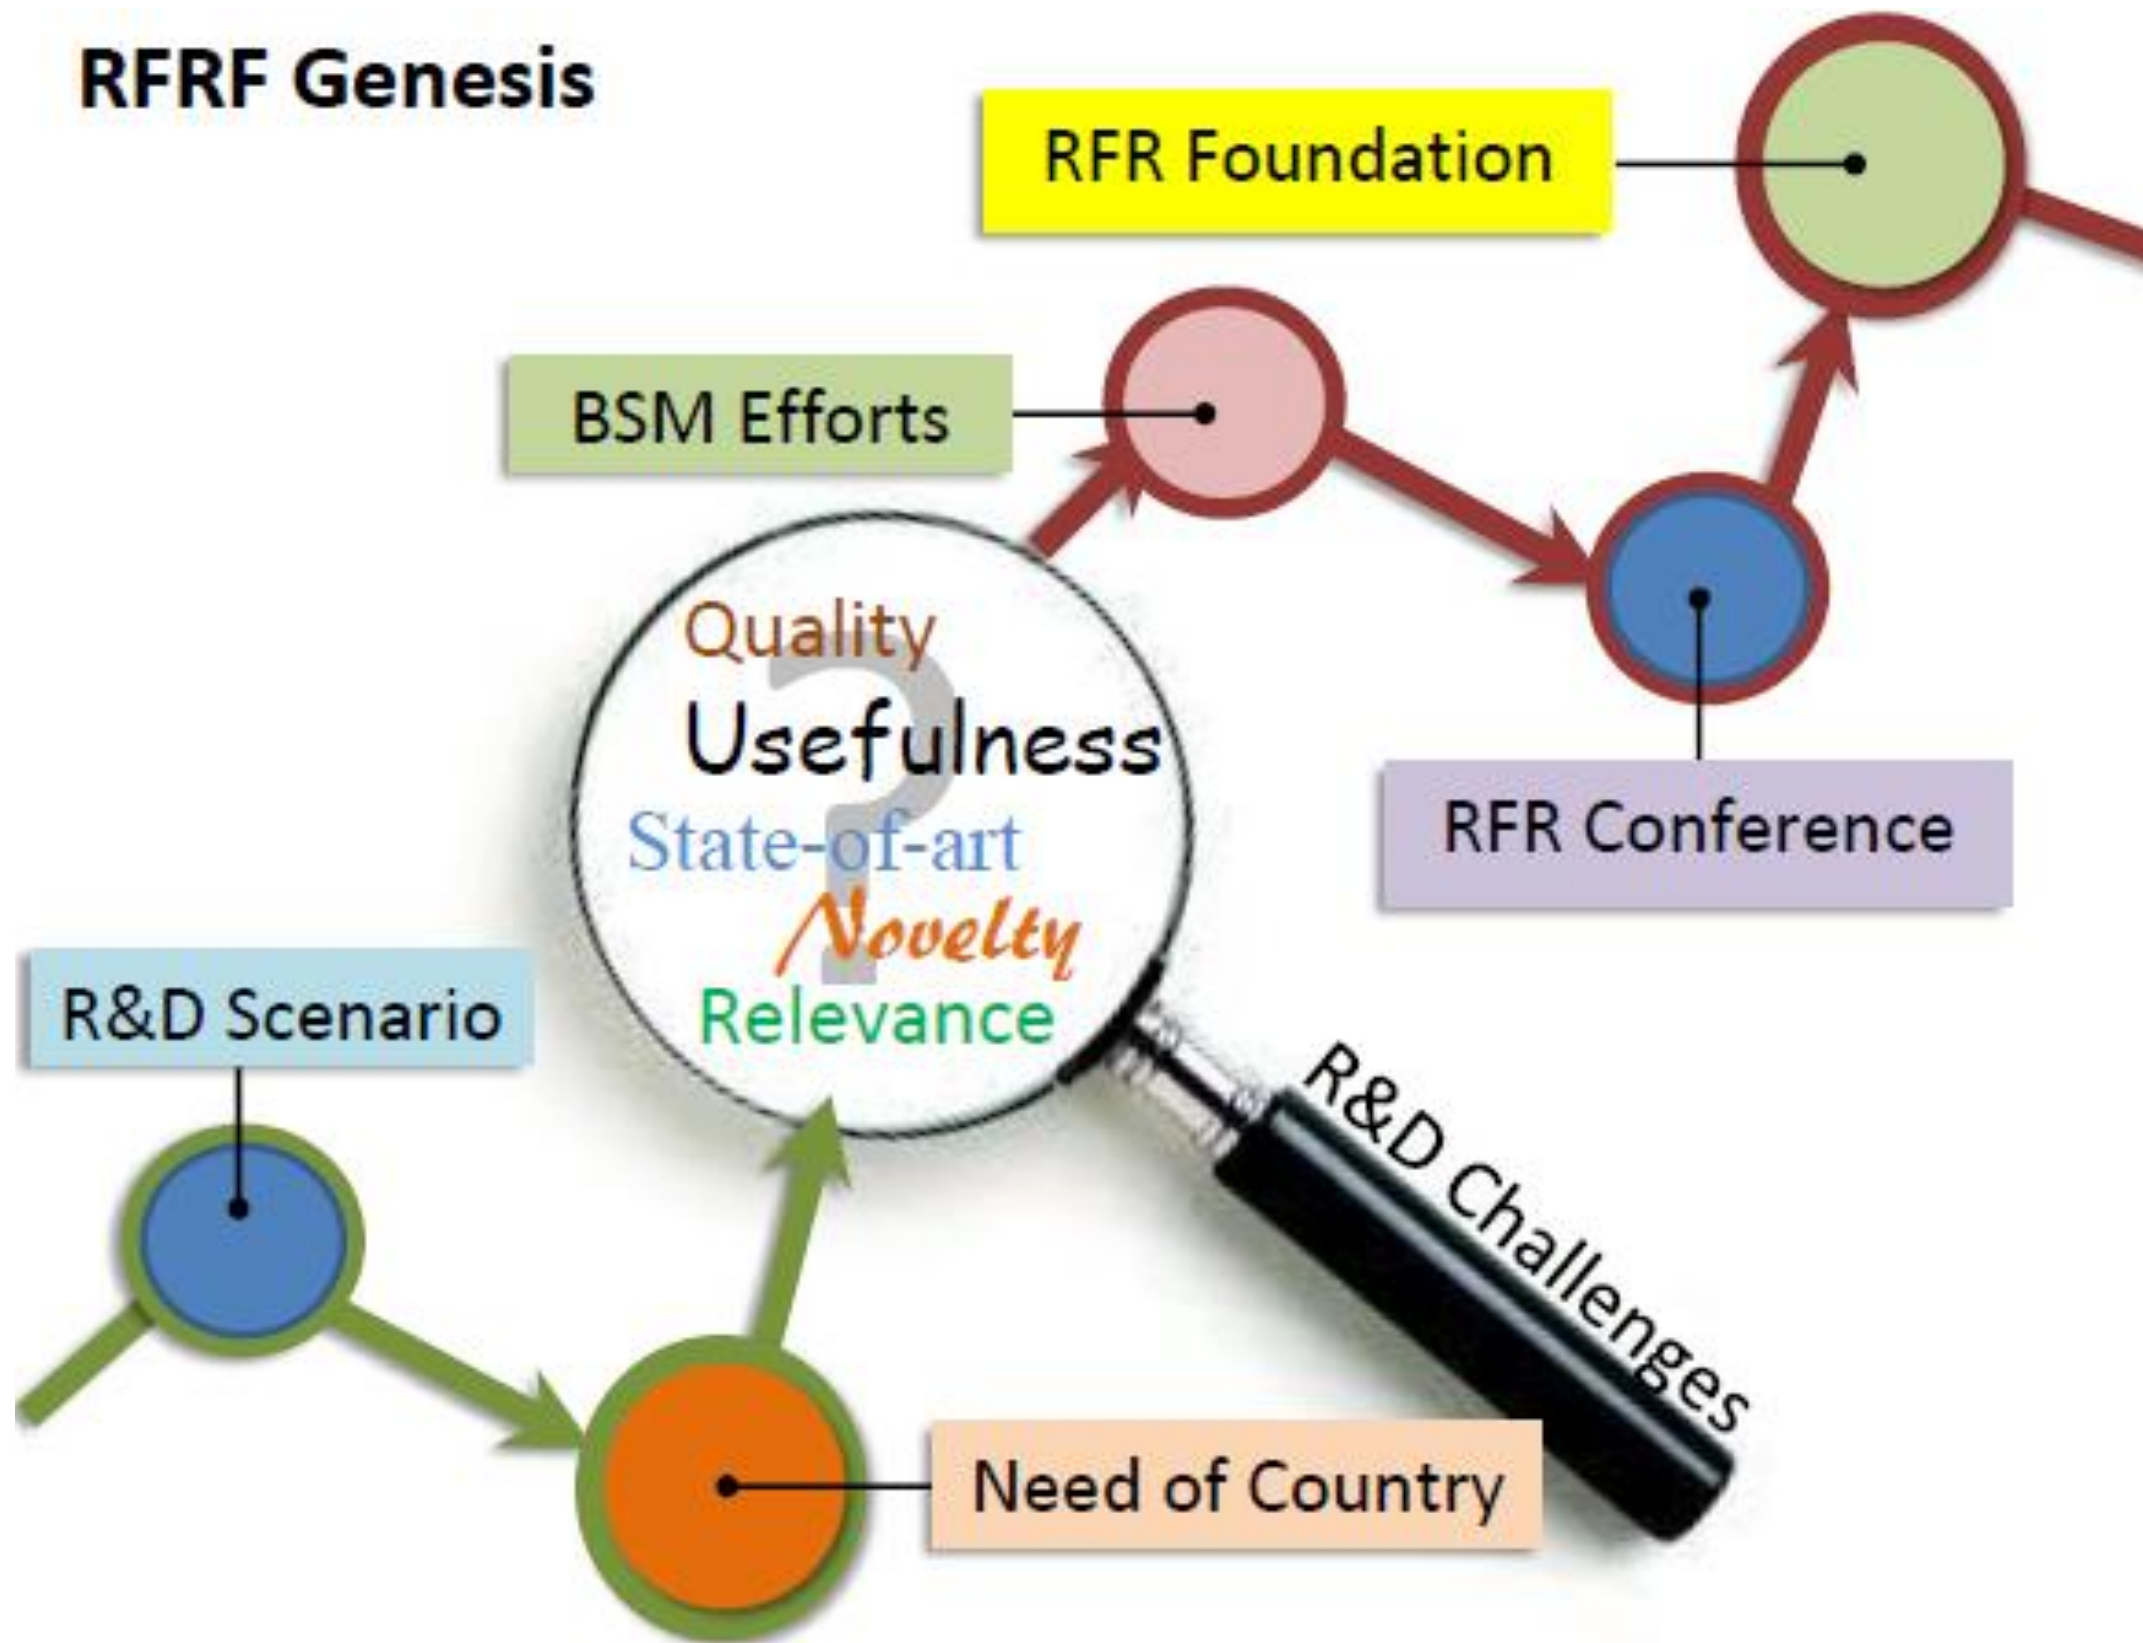 RFRF Genesis
RFR Foundation
BSM Efforts
Quality
Usefulness
State-of-art
Novelty
Relevance
?
RFR Conference
R&D Scenario
R&D Challenges
Need of Country